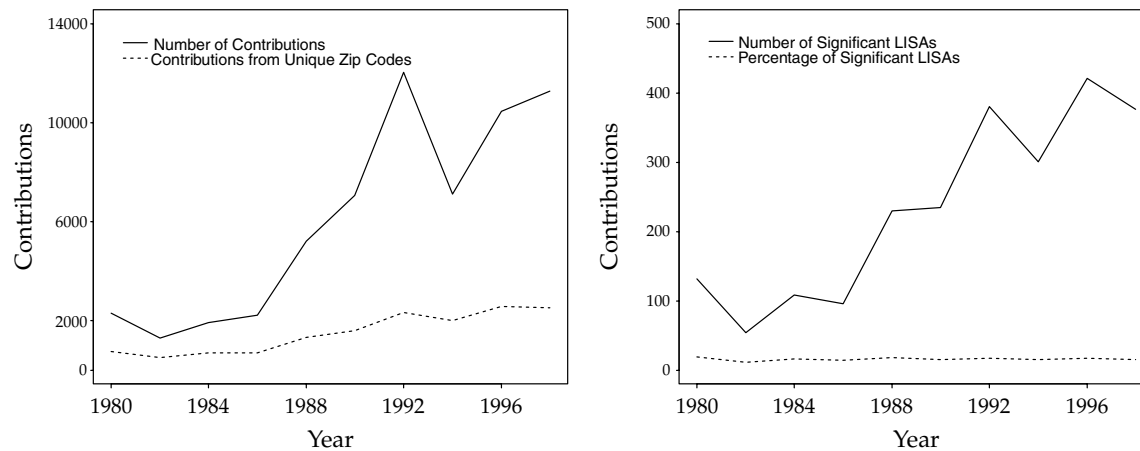 14000
10000
6000
2000
0
Contributions
Number of Contributions
Contributions from Unique Zip Codes
1980 1984 1988 1992 1996
Year
500
400
300
200
100
0
Contributions
Number of Significant LISAs
Percentage of Significant LISAs
1980 1984 1988 1992 1996
Year